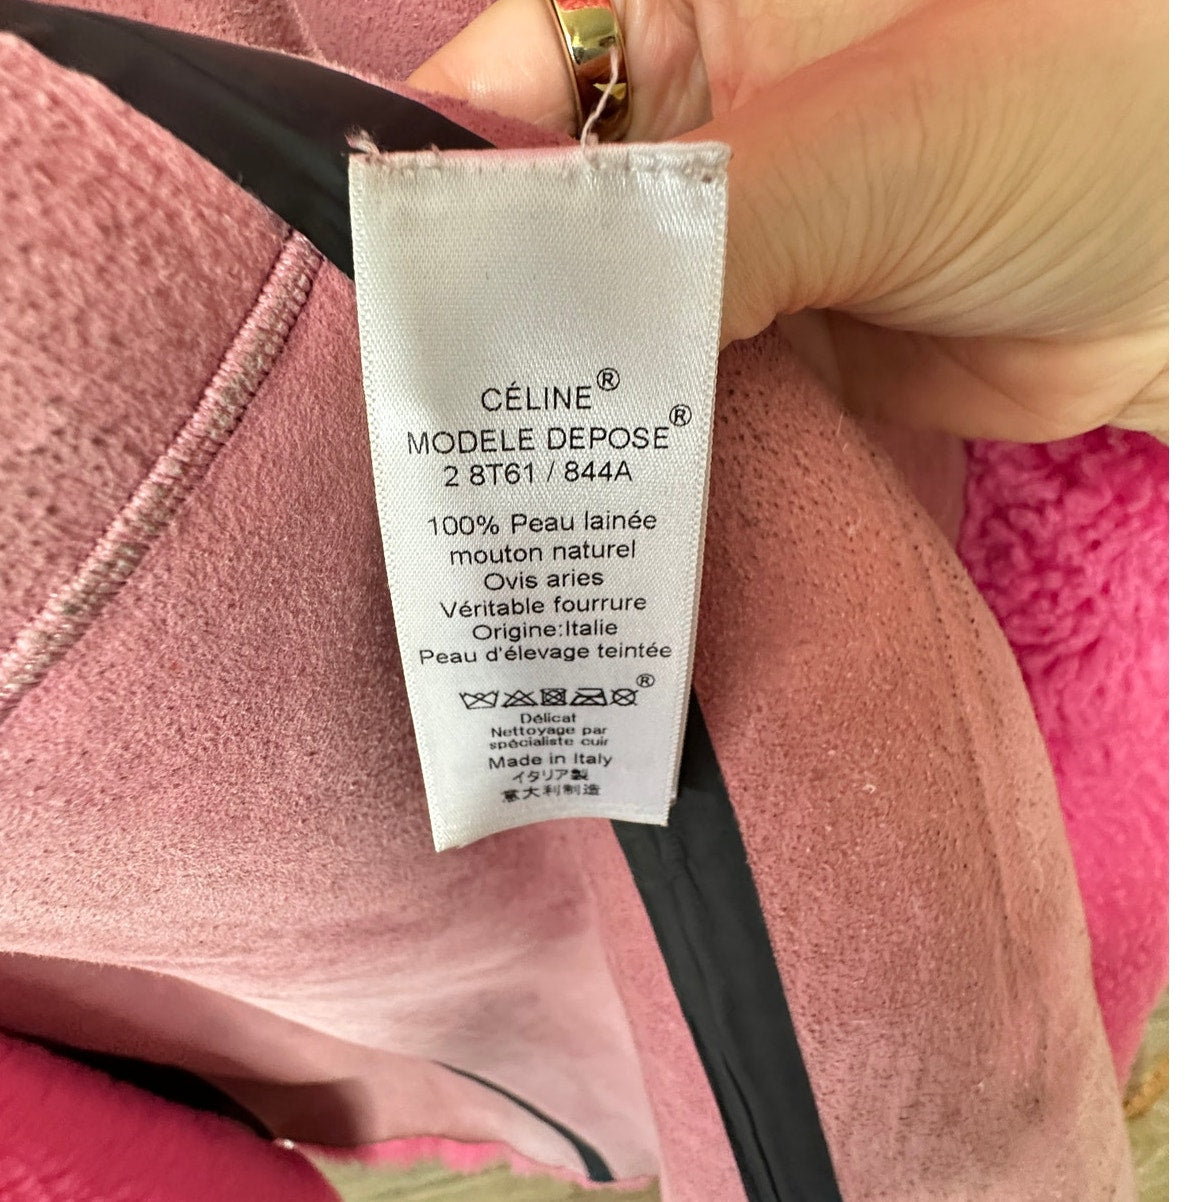 CÉLINE®
MODELE DEPOSE®
2 8T61 / 844A
100% Peau lainée
mouton naturel
Ovis aries
Véritable fourrure
Origine:Italie
Peau d'élevage teintée
®
Délicat
Nettoyage par
spécialiste cuir
Made in Italy
イタリア製
意大利制造